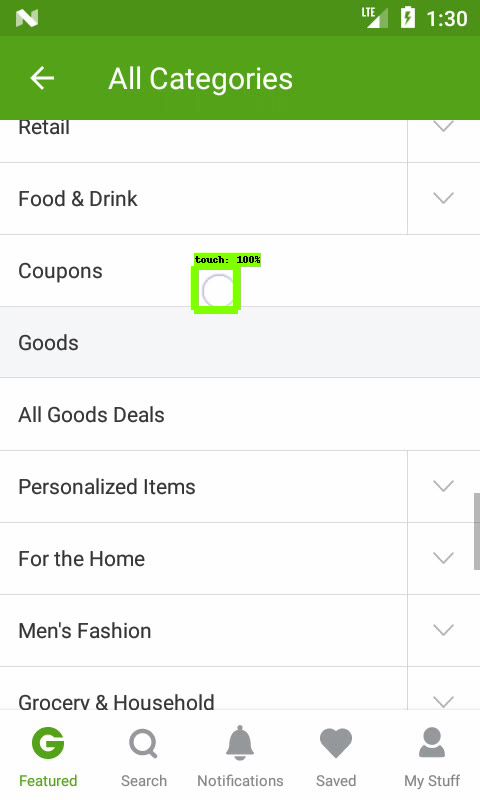 LTE
1:30
All Categories
Retail
Food & Drink
touch: 100%
Coupons
Goods
All Goods Deals
Personalized Items
For the Home
Men's Fashion
Grocery & Household
Featured
Search
Notifications
Saved
My Stuff